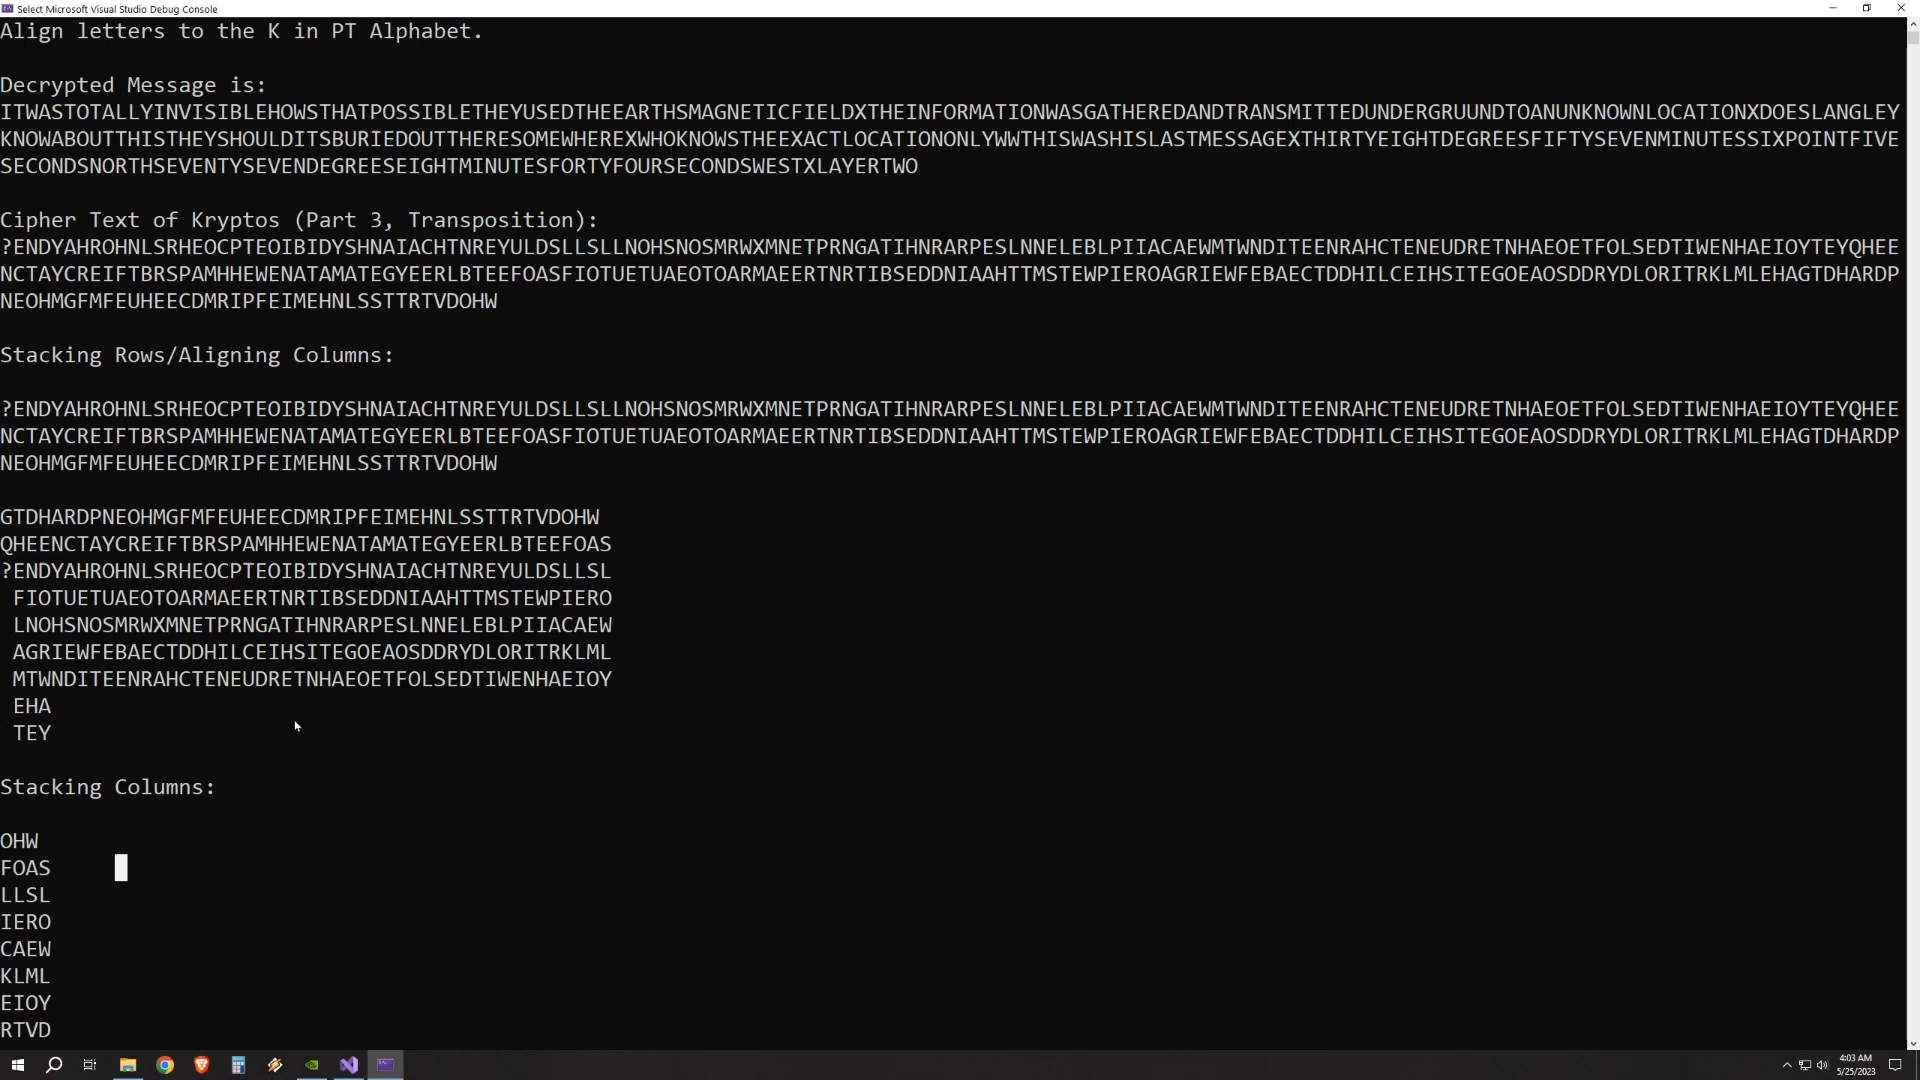 Select Microsoft Visual Studio Debug Console
Align letters to the K in PT Alphabet.
Decrypted Message is:
ITWASTOTALLYINVISIBLEHOWSTHATPOSSIBLETHEYUSEDTHEEARTHSMAGNETICFIELDXTHEINFORMATIONWASGATHEREDANDTRANSMITTEDUNDERGRUUNDTOANUNKNOWNLOCATIONXDOESLANGLEY
KNOWABOUTTHISTHEYSHOULDITSBURIEDOUTTHERESOMEWHEREXWHOKNOWSTHEEXACTLOCATIONONLYWWTHISWASHISLASTMESSAGEXTHIRTYEIGHTDEGREESFIFTYSEVENMINUTESSIXPOINTFIVE
SECONDSNORTHSEVENTYSEVENDEGREESEIGHTMINUTESFORTYFOURSECONDSWESTXLAYERTWO
Cipher Text of Kryptos (Part 3, Transposition):
?ENDYAHROHNLSRHEOCPTEOIBIDYSHNAIACHTNREYULDSLLSLLNOHSNOSMRWXMNETPRNGATIHNRARPESLNNELEBLPIIACAEWMTWNDITEENRAHCTENEUDRETNHAEOETFOLSEDTIWENHAEIOYTEYQHEE
NCTAYCREIFTBRSPAMHHEWENATAMATEGYEERLBTEEFOASFIOTUETUAEOTOARMAEERTNRTIBSEDDNIAAHTTMSTEWPIEROAGRIEWFEBAECTDDHILCEIHSITEGOEAOSDDRYDLORITRKLMLEHAGTDHARDP
NEOHMGFMFEUHEECDMRIPFEIMEHNLSSTTRTVDOHW
Stacking Rows/Aligning Columns:
?ENDYAHROHNLSRHEOCPTEOIBIDYSHNAIACHTNREYULDSLLSLLNOHSNOSMRWXMNETPRNGATIHNRARPESLNNELEBLPIIACAEWMTWNDITEENRAHCTENEUDRETNHAEOETFOLSEDTIWENHAEIOYTEYQHEE
NCTAYCREIFTBRSPAMHHEWENATAMATEGYEERLBTEEFOASFIOTUETUAEOTOARMAEERTNRTIBSEDDNIAAHTTMSTEWPIEROAGRIEWFEBAECTDDHILCEIHSITEGOEAOSDDRYDLORITRKLMLEHAGTDHARDP
NEOHMGFMFEUHEECDMRIPFEIMEHNLSSTTRTVDOHW
GTDHARDPNEOHMGFMFEUHEECDMRIPFEIMEHNLSSTTRTVDOHW
QHEENCTAYCREIFTBRSPAMHHEWENATAMATEGYEERLBTEEFOAS
?ENDYAHROHNLSRHEOCPTEOIBIDYSHNAIACHTNREYULDSLLSL
FIOTUETUAEOTOARMAEERTNRTIBSEDDNIAAHTTMSTEWPIERO
LNOHSNOSMRWXMNETPRNGATIHNRARPESLNNELEBLPIIACAEW
AGRIEWFEBAECTDDHILCEIHSITEGOEAOSDDRYDLORITRKLML
MTWNDITEENRAHCTENEUDRETNHAEOETFOLSEDTIWENHAEIOY
EHA
TEY
Stacking Columns:
OHW
FOAS
LLSL
IERO
CAEW
KLML
EIOY
RTVD
4:03 AM
5/25/2023